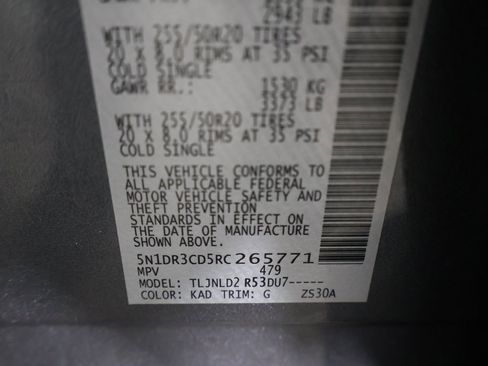 2943 LB
WITH 255/50R20 TIRES
20 X 8.0 RIMS AT 35 PSI
COLD SINGLE
GAWR RR.: 1530 KG
3373 LB
WITH 255/50R20 TIRES
20 X 8.0 RIMS AT 35 PSI
COLD SINGLE
THIS VEHICLE CONFORMS TO
ALL APPLICABLE FEDERAL
MOTOR VEHICLE SAFETY AND
THEFT PREVENTION
STANDARDS IN EFFECT ON
THE DATE OF MANUFACTURE
SHOWN ABOVE.
5N1DR3CD5RC265771
MPV 479
MODEL: TLJNLD2 R53DU7-----
COLOR: KAD TRIM: G ZS30A